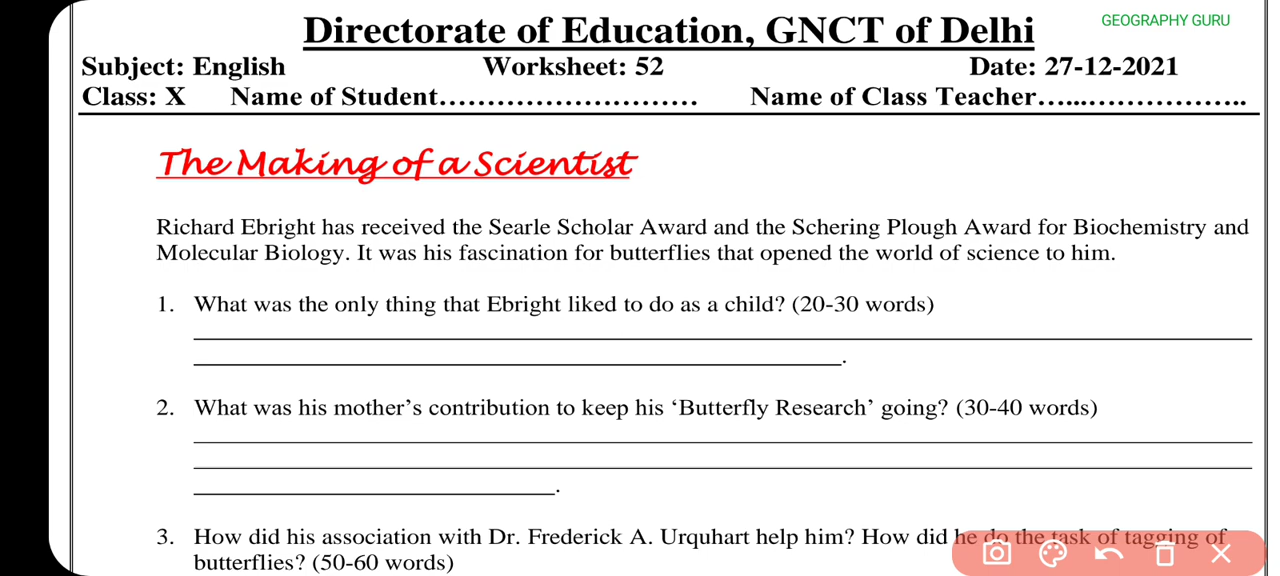 Directorate of Education, GNCT of Delhi
GEOGRAPHY GURU
Subject: English Worksheet: 52 Date: 27-12-2021
Class: X Name of Student........................... Name of Class Teacher......................
The Making of a Scientist
Richard Ebright has received the Searle Scholar Award and the Schering Plough Award for Biochemistry and
Molecular Biology. It was his fascination for butterflies that opened the world of science to him.
1. What was the only thing that Ebright liked to do as a child? (20-30 words)
2. What was his mother's contribution to keep his ‘Butterfly Research’ going? (30-40 words)
3. How did his association with Dr. Frederick A. Urquhart help him? How did he do the task of tagging of
butterflies? (50-60 words)